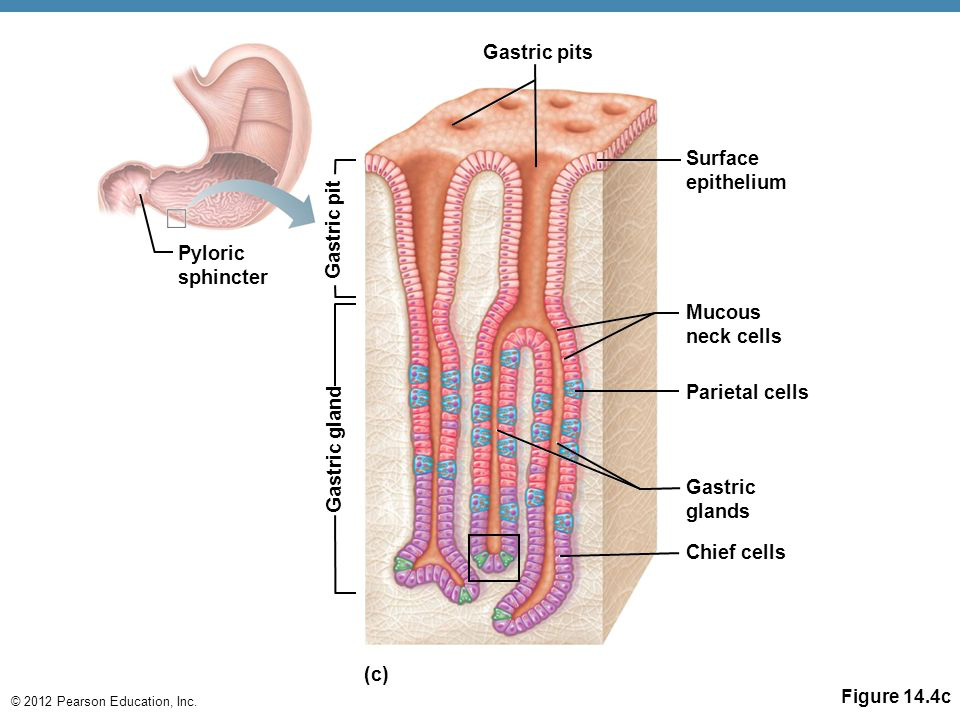 Gastric pits
Surface
epithelium
Gastric pit
Pyloric
sphincter
Mucous
neck cells
Parietal cells
Gastric gland
Gastric
glands
Chief cells
(c)
© 2012 Pearson Education, Inc.
Figure 14.4c